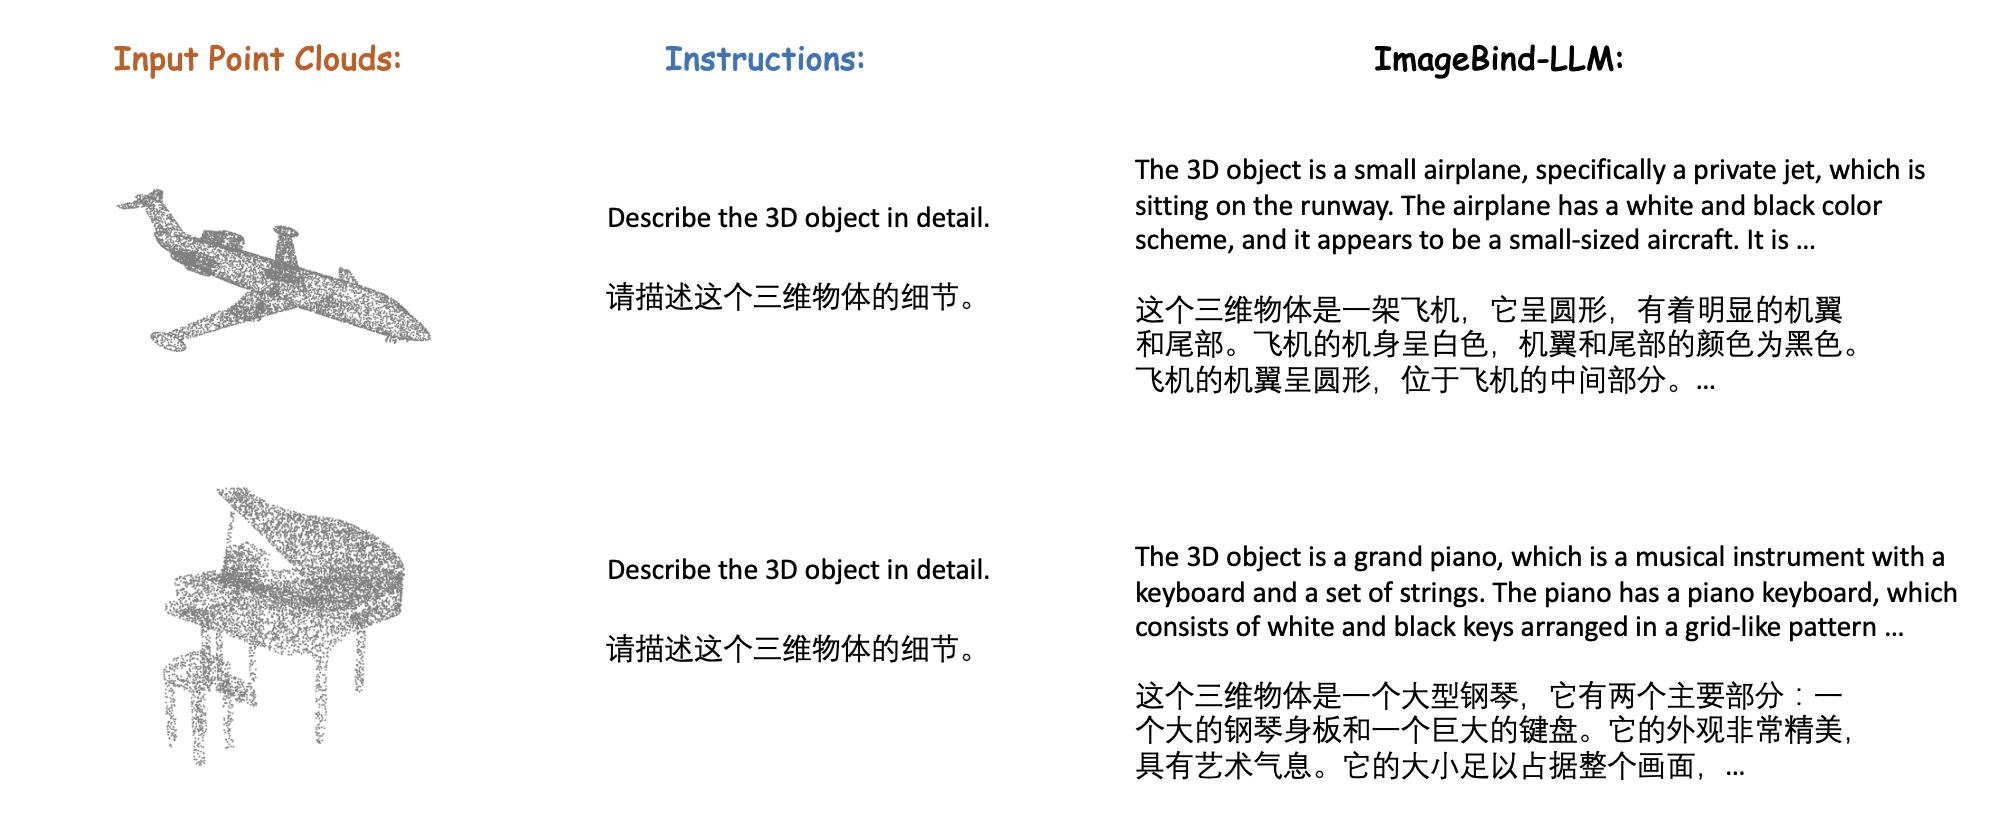 Input Point Clouds:
Instructions:
ImageBind-LLM:
Describe the 3D object in detail.
请描述这个三维物体的细节。
The 3D object is a small airplane, specifically a private jet, which is
sitting on the runway. The airplane has a white and black color
scheme, and it appears to be a small-sized aircraft. It is ...
这个三维物体是一架飞机，它呈圆形，有着明显的机翼
和尾部。飞机的机身呈白色，机翼和尾部的颜色为黑色。
飞机的机翼呈圆形，位于飞机的中间部分。...
Describe the 3D object in detail.
请描述这个三维物体的细节。
The 3D object is a grand piano, which is a musical instrument with a
keyboard and a set of strings. The piano has a piano keyboard, which
consists of white and black keys arranged in a grid-like pattern ...
这个三维物体是一个大型钢琴，它有两个主要部分：一
个大的钢琴身板和一个巨大的键盘。它的外观非常精美，
具有艺术气息。它的大小足以占据整个画面，...